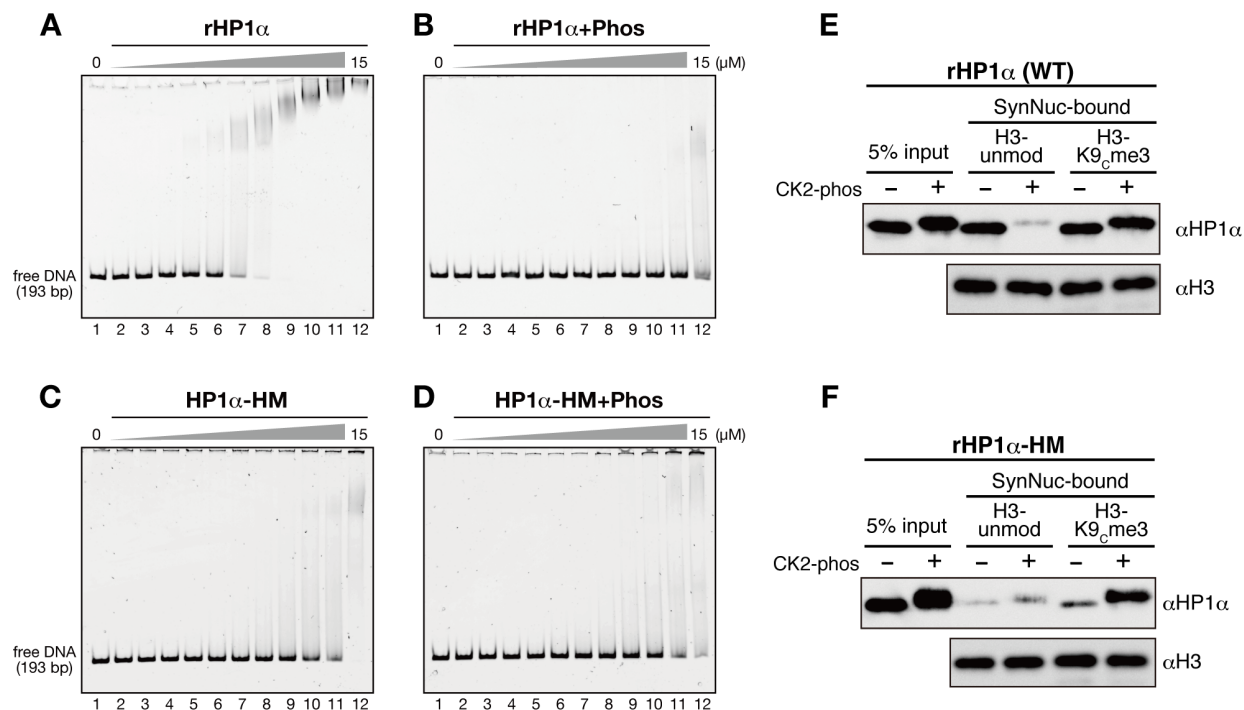 A
rHP1α
0
15
free DNA
(193 bp)
1 2 3 4 5 6 7 8 9 10 11 12
B
rHP1α+Phos
0
15 (μM)
1 2 3 4 5 6 7 8 9 10 11 12
C
HP1α-HM
0
15
free DNA
(193 bp)
1 2 3 4 5 6 7 8 9 10 11 12
D
HP1α-HM+Phos
0
15 (μM)
1 2 3 4 5 6 7 8 9 10 11 12
E
rHP1α (WT)
SynNuc-bound
5% input
H3-
unmod
H3-
K9cme3
CK2-phos − + − + − +
αHP1α
αH3
F
rHP1α-HM
SynNuc-bound
5% input
H3-
unmod
H3-
K9cme3
CK2-phos − + − + − +
αHP1α
αH3